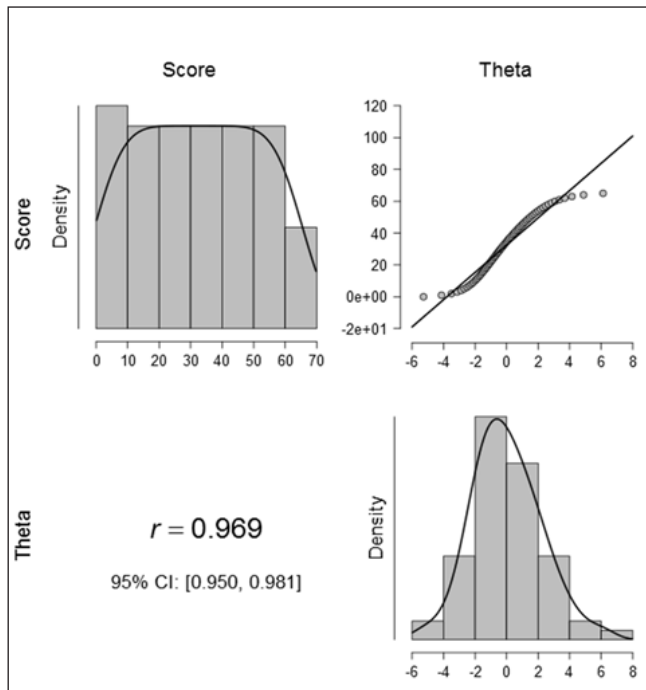 Score
Theta
Score
Density
0 10 20 30 40 50 60 70
120
100
80
60
40
20
0e+00
-2e+01
-6 -4 -2 0 2 4 6 8
Theta
r = 0.969
95% CI: [0.950, 0.981]
Density
-6 -4 -2 0 2 4 6 8